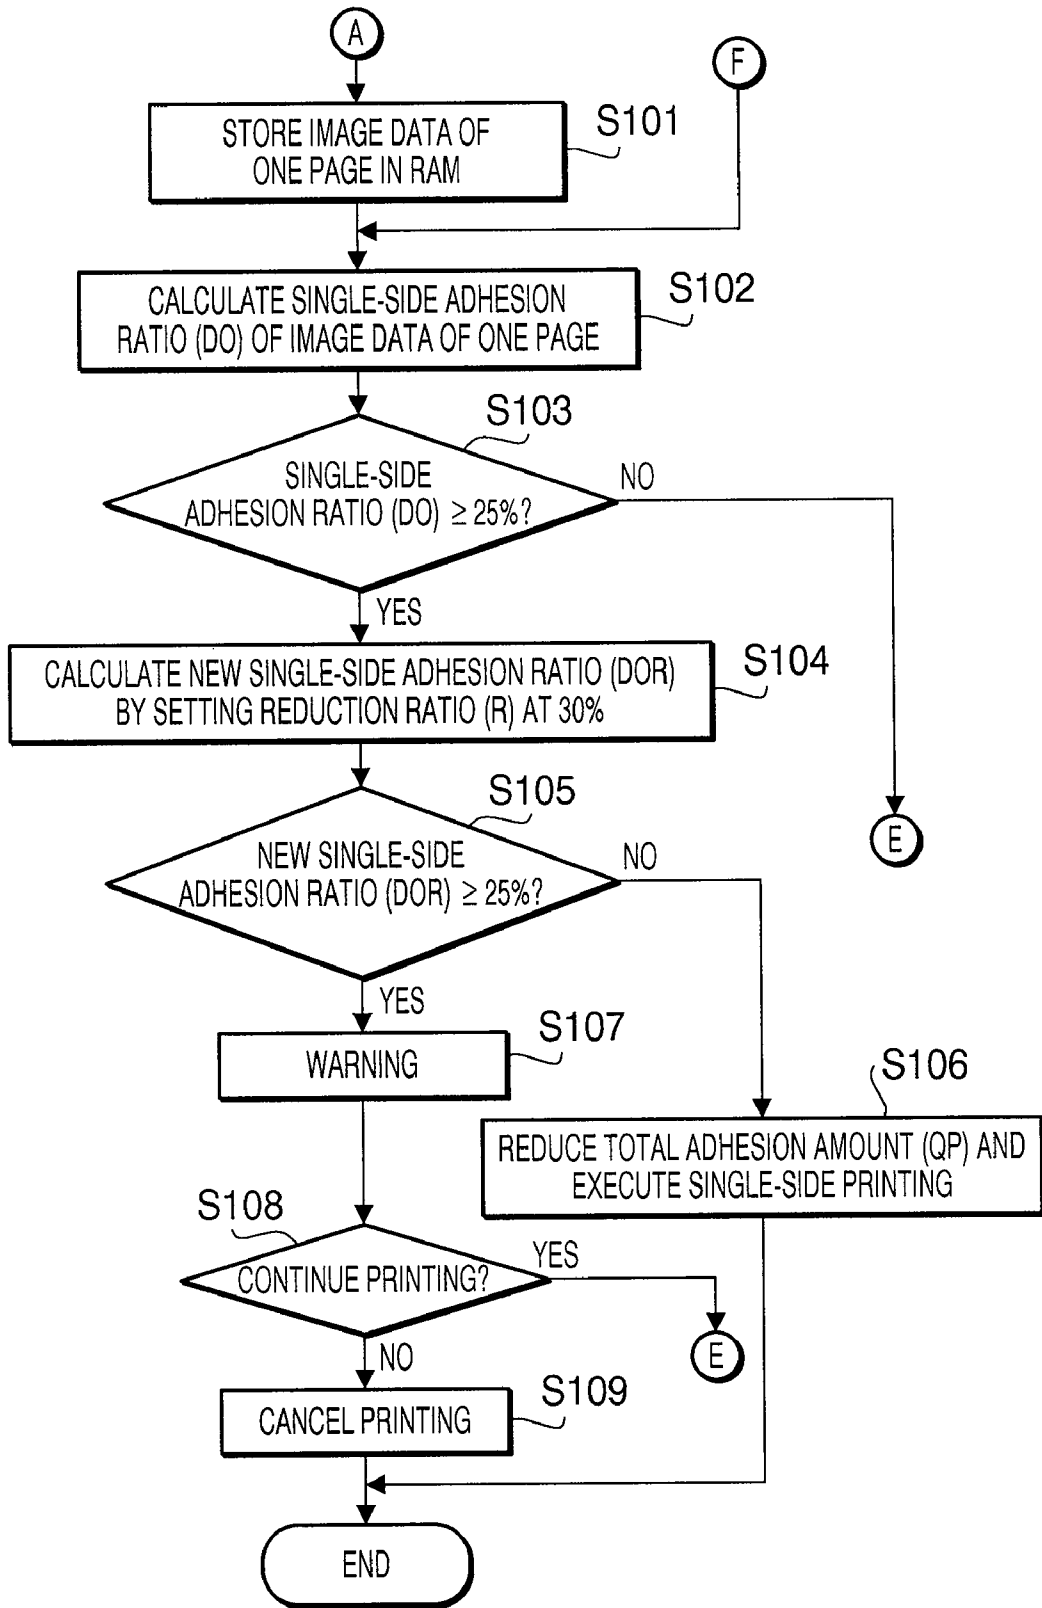 A
F
STORE IMAGE DATA OF
ONE PAGE IN RAM
S101
CALCULATE SINGLE-SIDE ADHESION
RATIO (DO) OF IMAGE DATA OF ONE PAGE
S102
S103
SINGLE-SIDE
ADHESION RATIO (DO) ≥ 25%?
NO
YES
CALCULATE NEW SINGLE-SIDE ADHESION RATIO (DOR)
BY SETTING REDUCTION RATIO (R) AT 30%
S104
S105
E
NEW SINGLE-SIDE
ADHESION RATIO (DOR) ≥ 25%?
NO
YES
WARNING
S107
S106
REDUCE TOTAL ADHESION AMOUNT (QP) AND
EXECUTE SINGLE-SIDE PRINTING
S108
CONTINUE PRINTING?
YES
E
NO
CANCEL PRINTING
S109
END